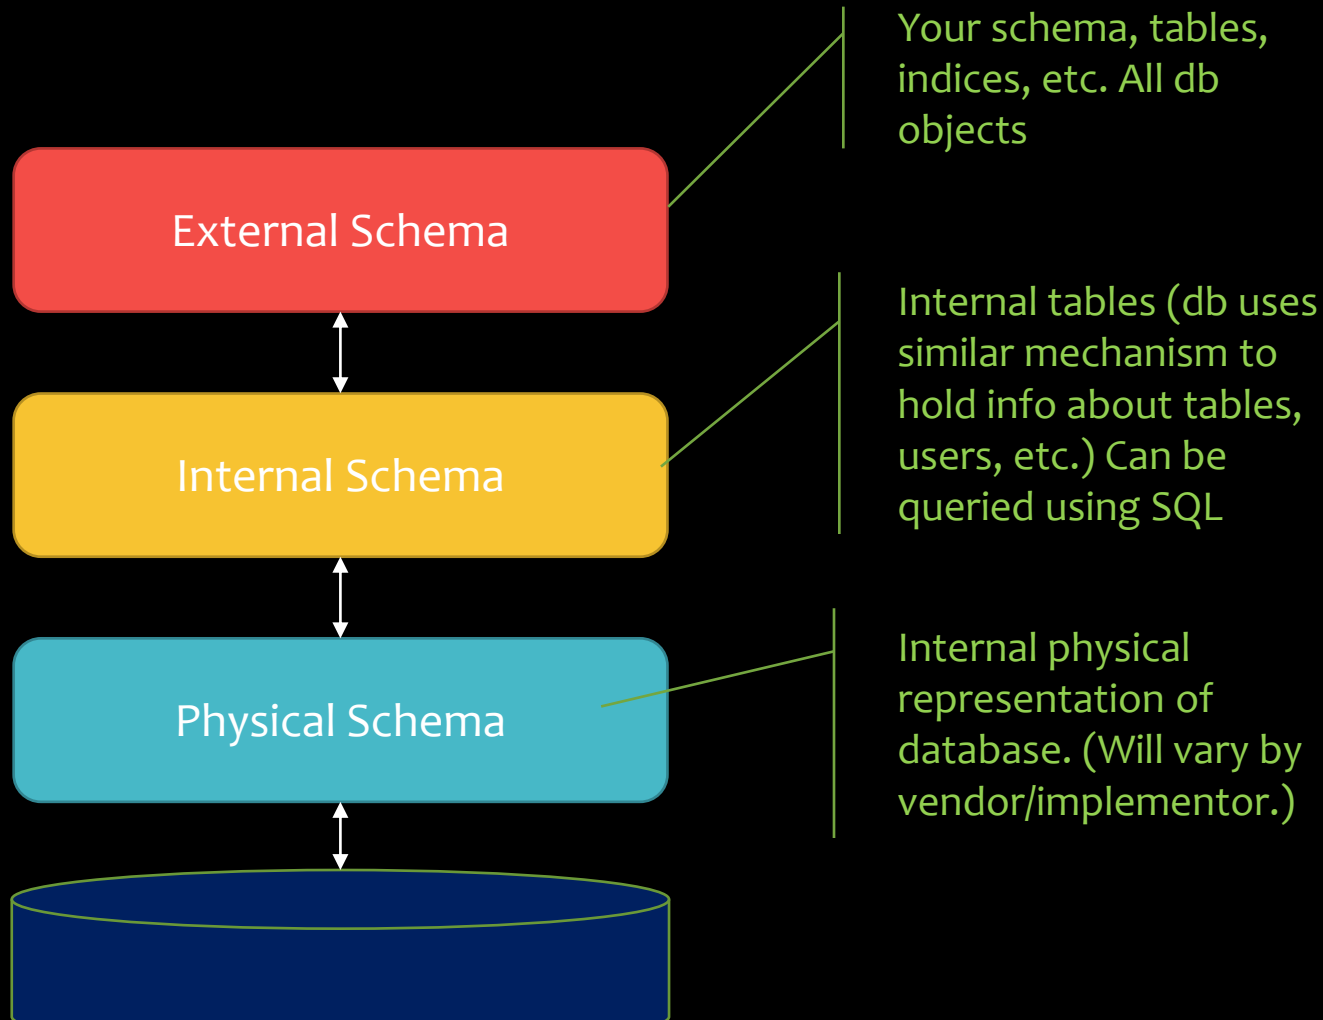 Your schema, tables,
indices, etc. All db
objects
External Schema
Internal tables (db uses
similar mechanism to
hold info about tables,
users, etc.) Can be
queried using SQL
Internal Schema
Internal physical
representation of
database. (Will vary by
vendor/implementor.)
Physical Schema